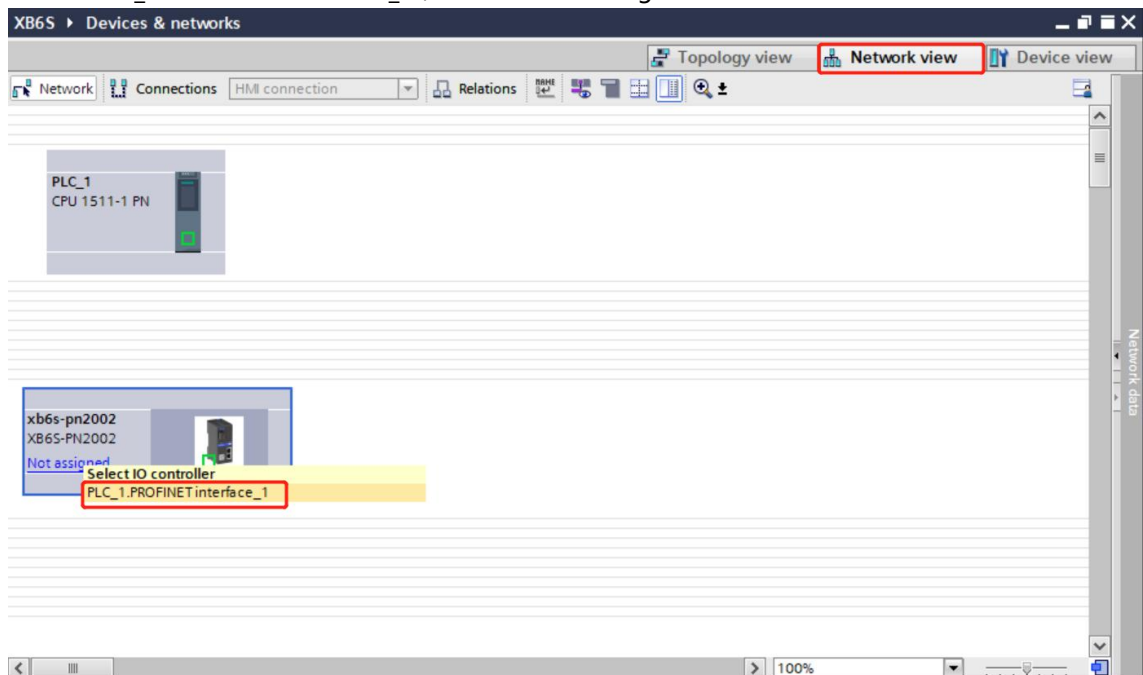 XB6S ▸ Devices & networks
Topology view Network view Device view
Network Connections HMI connection Relations
PLC_1
CPU 1511-1 PN
xb6s-pn2002
XB6S-PN2002
Not assigned
Select IO controller
PLC_1.PROFINET interface_1
Network data
100%